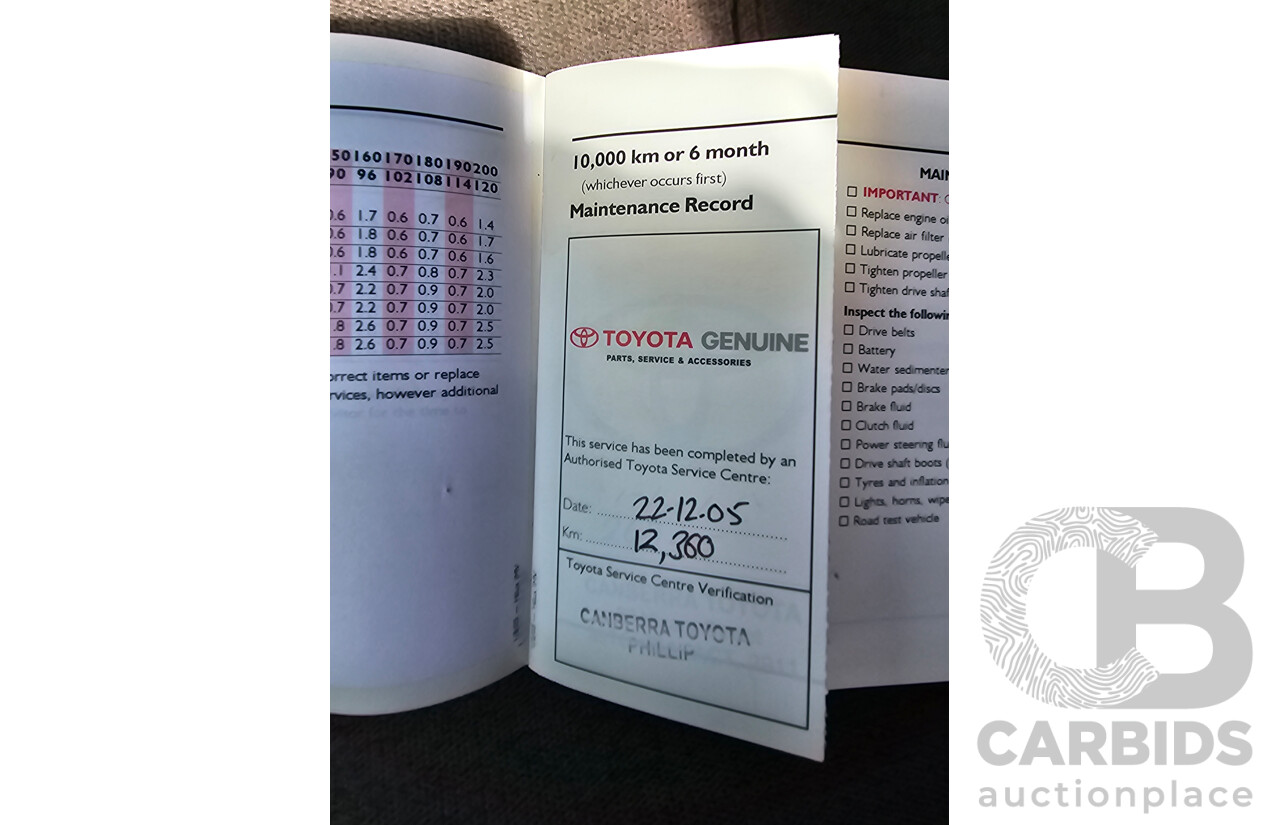 50 160 170 180 190 200
90 96 102 108 114 120
0.6 1.7 0.6 0.7 0.6 1.4
0.6 1.8 0.6 0.7 0.6 1.7
0.6 1.8 0.6 0.7 0.6 1.6
.1 2.4 0.7 0.8 0.7 2.3
0.7 2.2 0.7 0.9 0.7 2.0
0.7 2.2 0.7 0.9 0.7 2.0
.8 2.6 0.7 0.9 0.7 2.5
.8 2.6 0.7 0.9 0.7 2.5
orrect items or replace
rvices, however additional
10,000 km or 6 month
(whichever occurs first)
Maintenance Record
TOYOTA GENUINE
PARTS, SERVICE & ACCESSORIES
This service has been completed by an
Authorised Toyota Service Centre:
Date: 22-12-05
Km: 12,360
Toyota Service Centre Verification
CANBERRA TOYOTA
PHILLIP
MAIN
IMPORTANT: C
Replace engine oi
Replace air filter
Lubricate propelle
Tighten propeller
Tighten drive shaf
Inspect the followin
Drive belts
Battery
Water sedimenter
Brake pads/discs
Brake fluid
Clutch fluid
Power steering flu
Drive shaft boots (
Tyres and inflation
Lights, horns, wipe
Road test vehicle
CB
CARBIDS
auctionplace